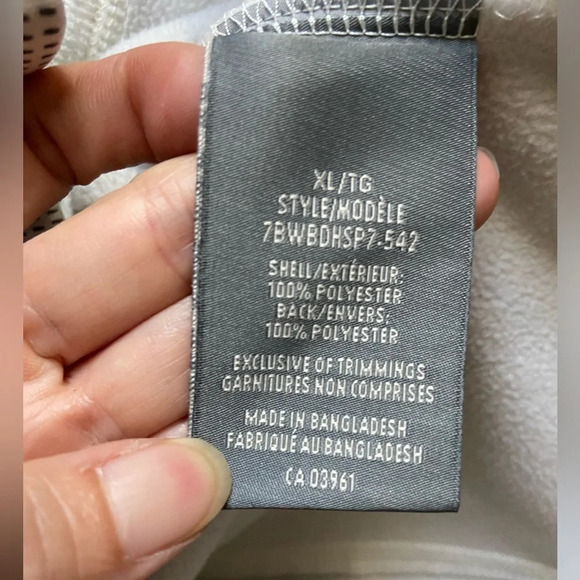 XL/TG
STYLE/MODÈLE
7BWBDHSP7-542
SHELL/EXTÉRIEUR:
100% POLYESTER
BACK/ENVERS:
100% POLYESTER
EXCLUSIVE OF TRIMMINGS
GARNITURES NON COMPRISES
MADE IN BANGLADESH
FABRIQUÉ AU BANGLADESH
CA 03961